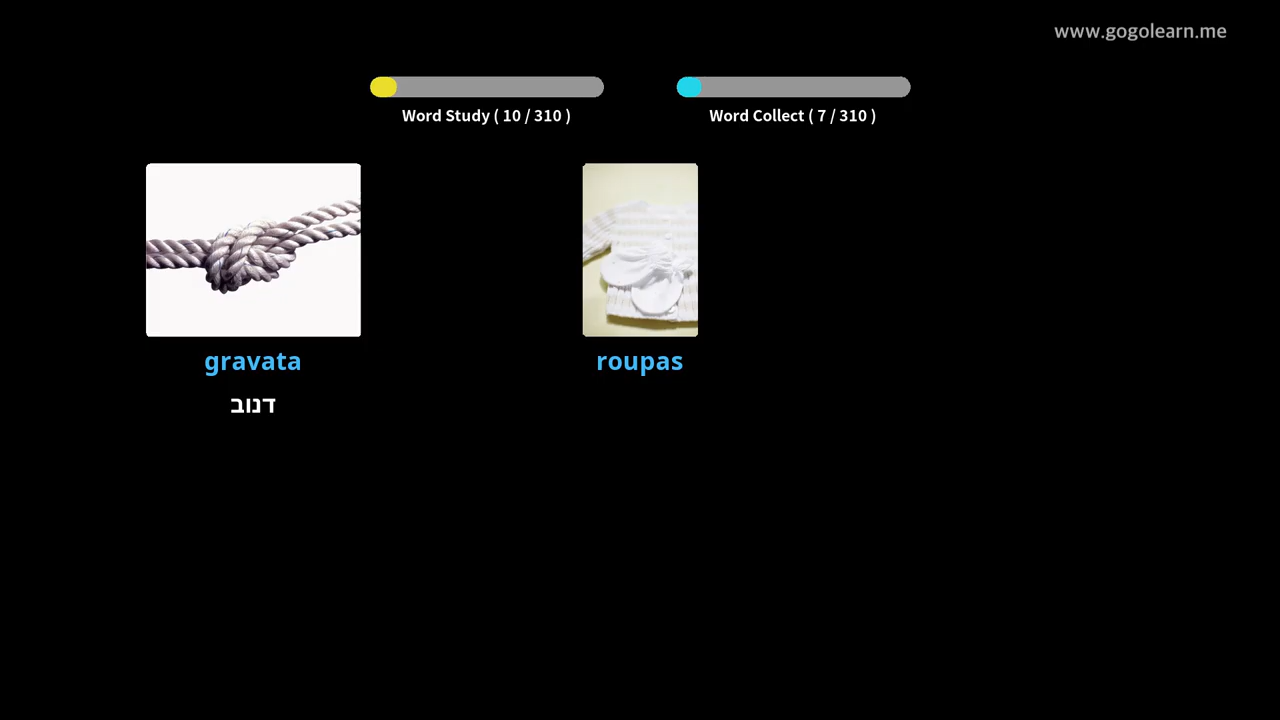 www.gogolearn.me
Word Study ( 10 / 310 )
Word Collect ( 7 / 310 )
gravata
roupas
דנוב